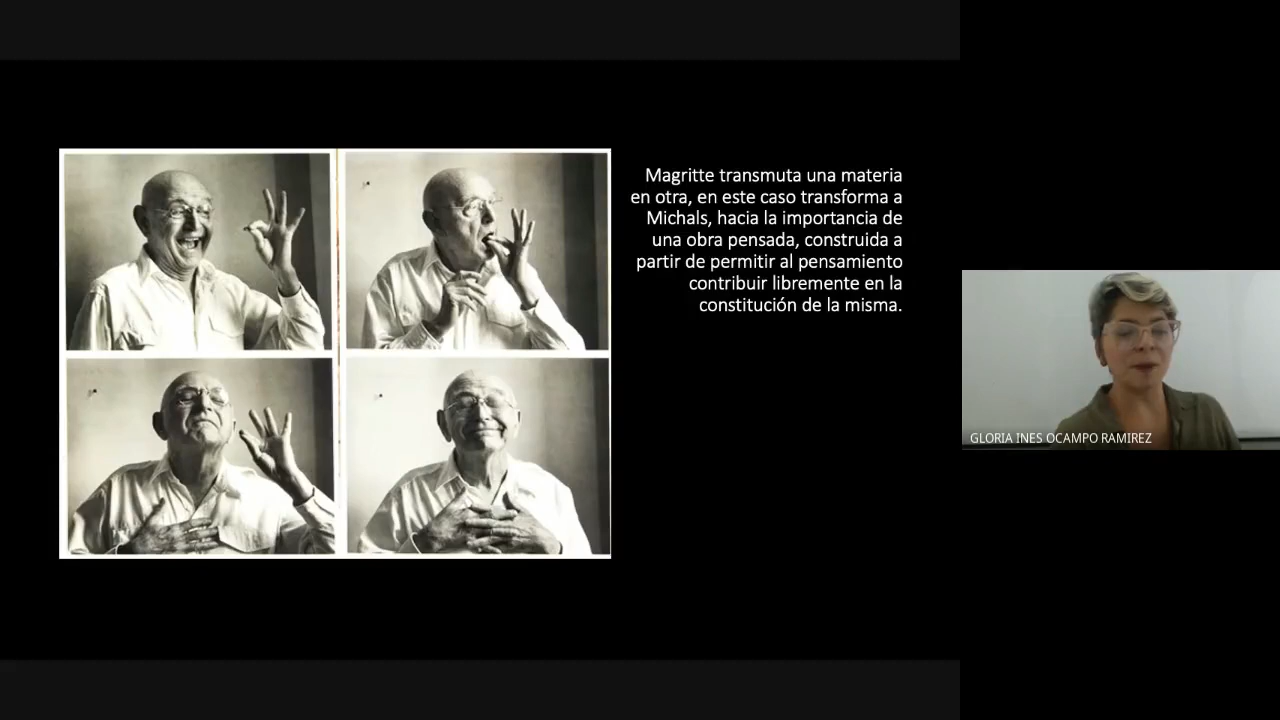 Magritte transmuta una materia
en otra, en este caso transforma a
Michals, hacia la importancia de
una obra pensada, construida a
partir de permitir al pensamiento
contribuir libremente en la
constitución de la misma.
GLORIA INES OCAMPO RAMIREZ